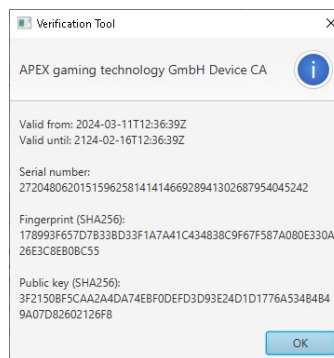 Verification Tool
APEX gaming technology GmbH Device CA
Valid from: 2024-03-11T12:36:39Z
Valid until: 2124-02-16T12:36:39Z
Serial number:
272048062015159625814141466928941302687954045242
Fingerprint (SHA256):
178993F657D7B33BD33F1A7A41C434838C9F67F587A080E330A
26E3C8EB0BC55
Public key (SHA256):
3F2150BF5CAA2A4DA74EBF0DEFD3D93E24D1D1776A534B4B4
9A07D82602126F8
OK